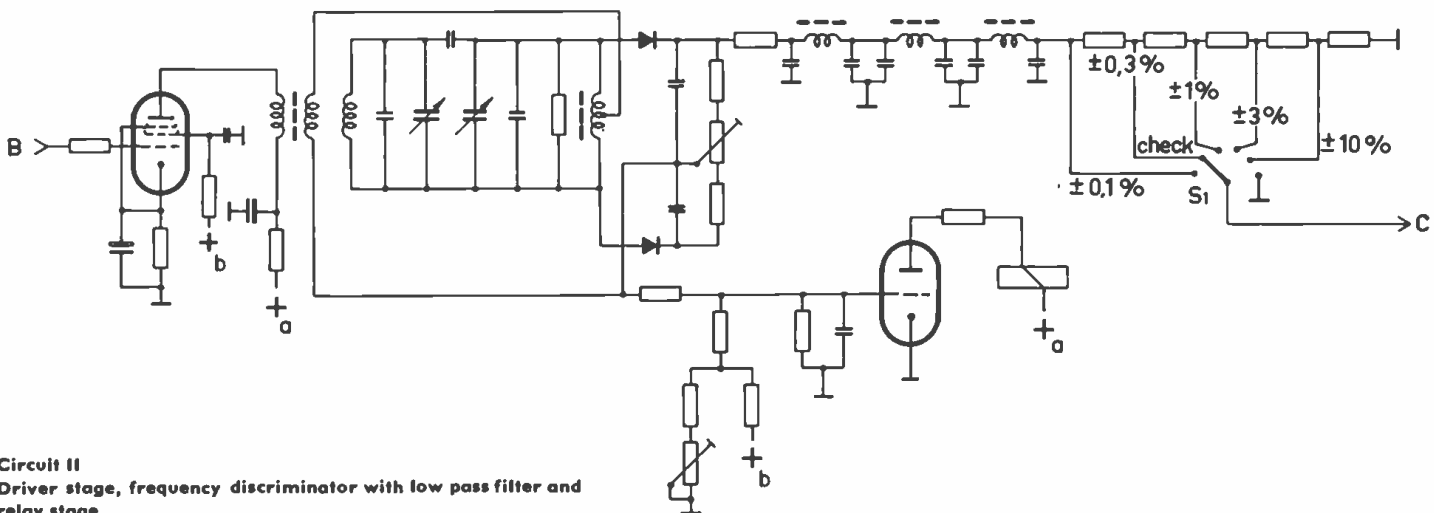 B
b
a
±0,3%
±1%
±3%
check
±10%
±0,1%
S1
C
a
b
Circuit II
Driver stage, frequency discriminator with low pass filter and
relay stage